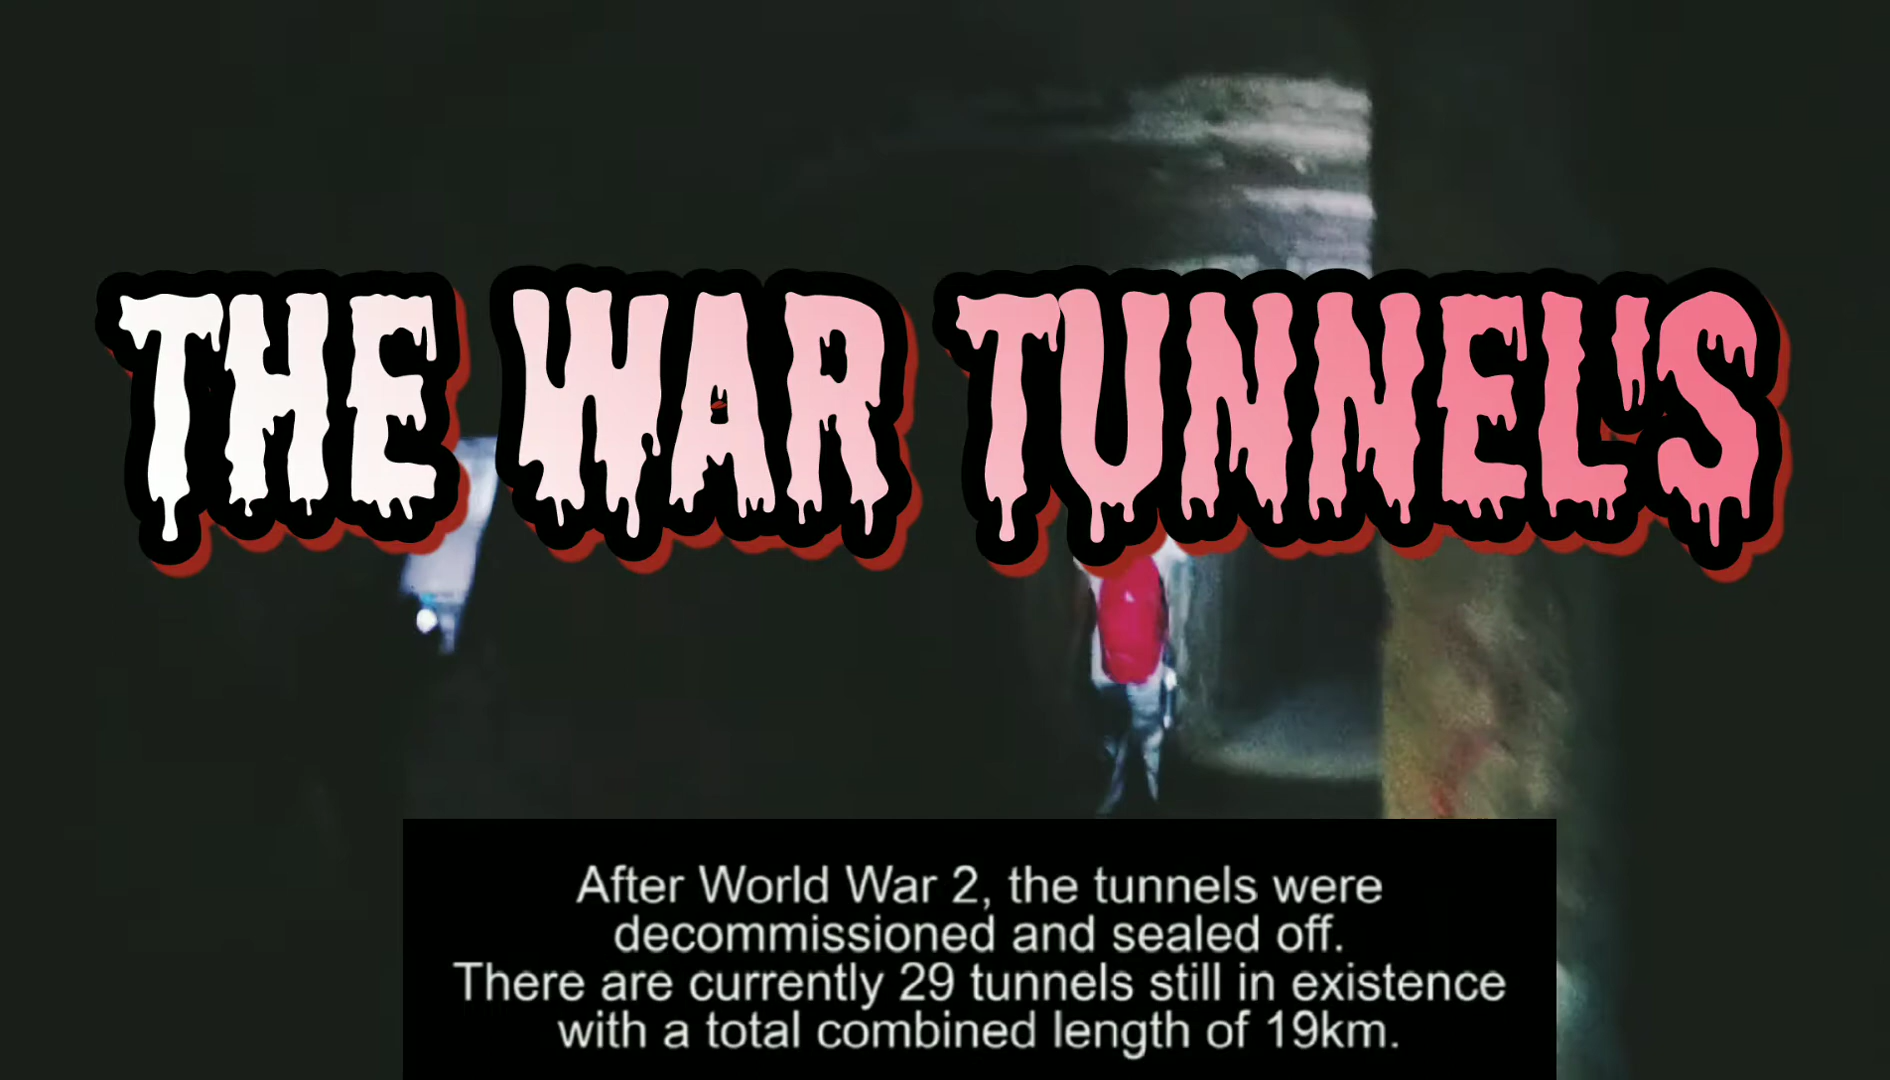 THE WAR TUNNEL'S
After World War 2, the tunnels were
decommissioned and sealed off.
There are currently 29 tunnels still in existence
with a total combined length of 19km.